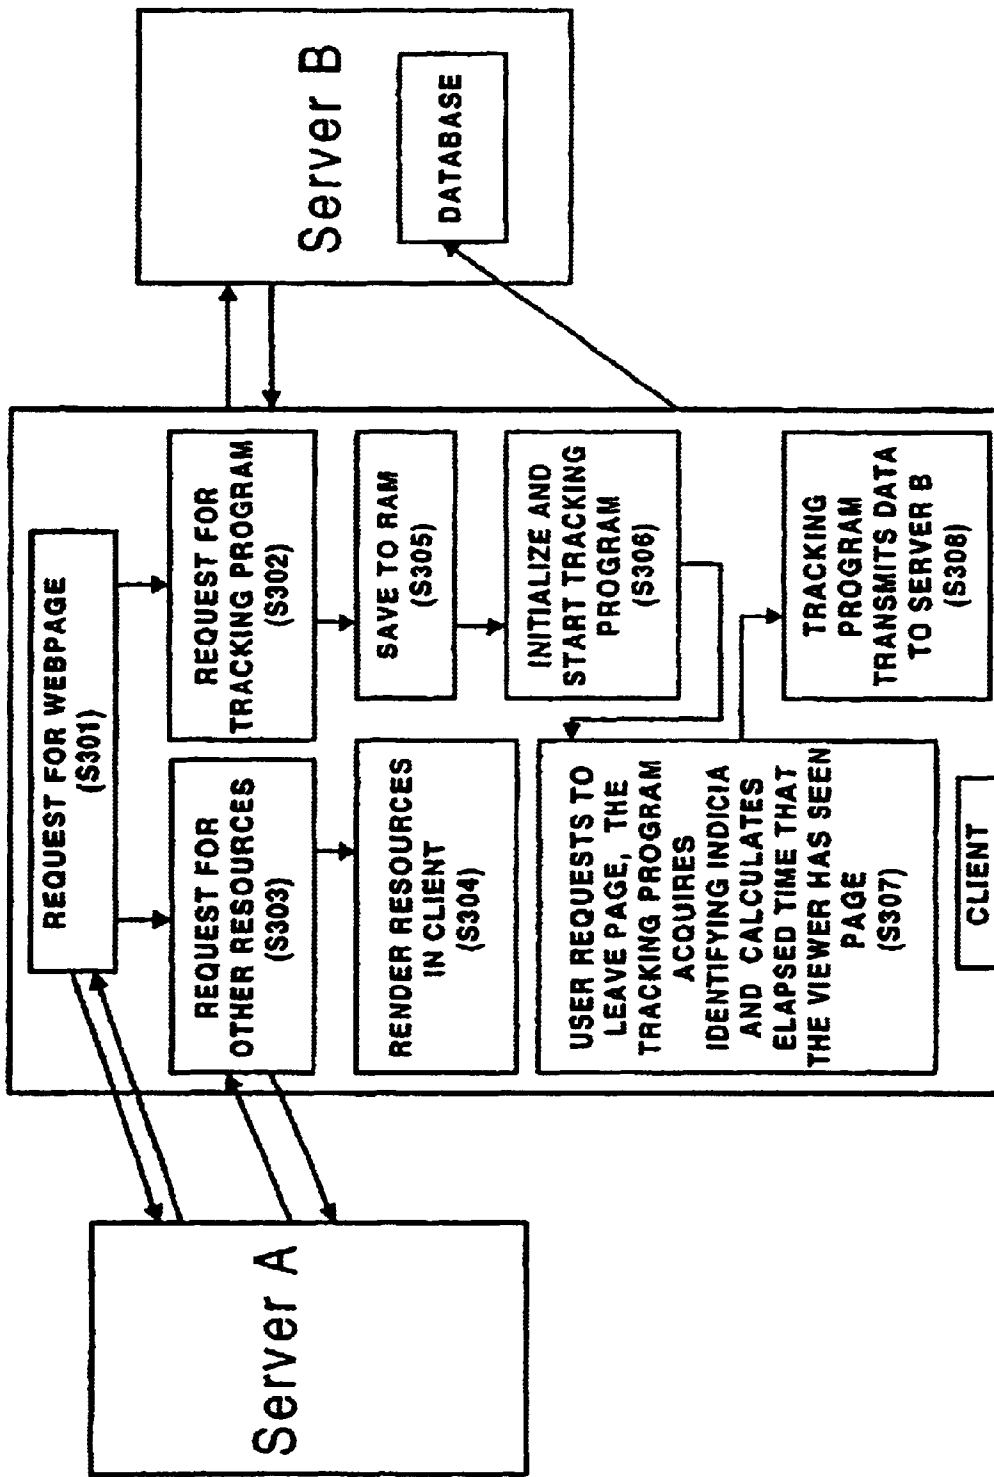 Server A
REQUEST FOR WEBPAGE
(S301)
REQUEST FOR
OTHER RESOURCES
(S303)
REQUEST FOR
TRACKING PROGRAM
(S302)
RENDER RESOURCES
IN CLIENT
(S304)
SAVE TO RAM
(S305)
INITIALIZE AND
START TRACKING
PROGRAM
(S306)
USER REQUESTS TO
LEAVE PAGE, THE
TRACKING PROGRAM
ACQUIRES
IDENTIFYING INDICIA
AND CALCULATES
ELAPSED TIME THAT
THE VIEWER HAS SEEN
PAGE
(S307)
TRACKING
PROGRAM
TRANSMITS DATA
TO SERVER B
(S308)
CLIENT
Server B
DATABASE